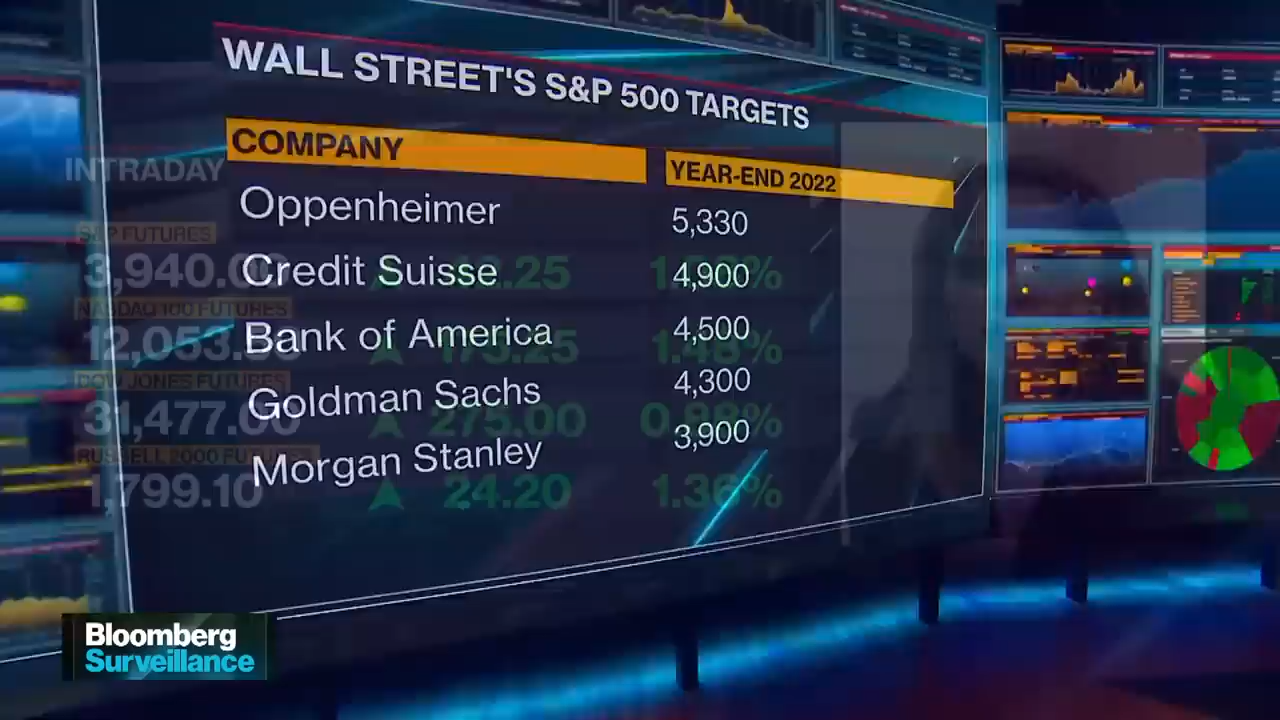 WALL STREET'S S&P 500 TARGETS
COMPANY YEAR-END 2022
Oppenheimer 5,330
Credit Suisse 4,900
Bank of America 4,500
Goldman Sachs 4,300
Morgan Stanley 3,900
INTRADAY
S&P FUTURES
3,940.00
NASDAQ 100 FUTURES
12,053.
DOW JONES FUTURES
31,477.00 275.00 0.88%
RUSSELL 2000 FUTURES
1,799.10 24.20 1.36%
Bloomberg
Surveillance